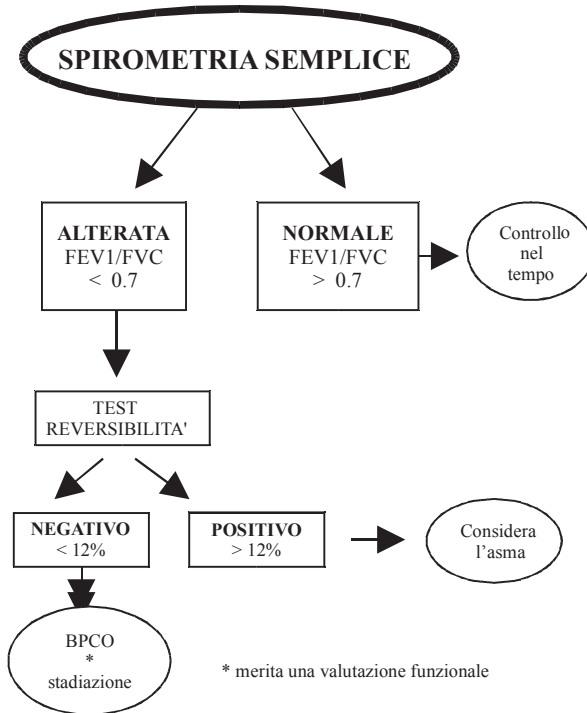 SPIROMETRIA SEMPLICE
ALTERATA
FEV1/FVC
< 0.7
NORMALE
FEV1/FVC
> 0.7
Controllo
nel
tempo
TEST
REVERSIBILITA'
NEGATIVO
< 12%
POSITIVO
> 12%
Considera
l'asma
BPCO
*
stadiazione
* merita una valutazione funzionale